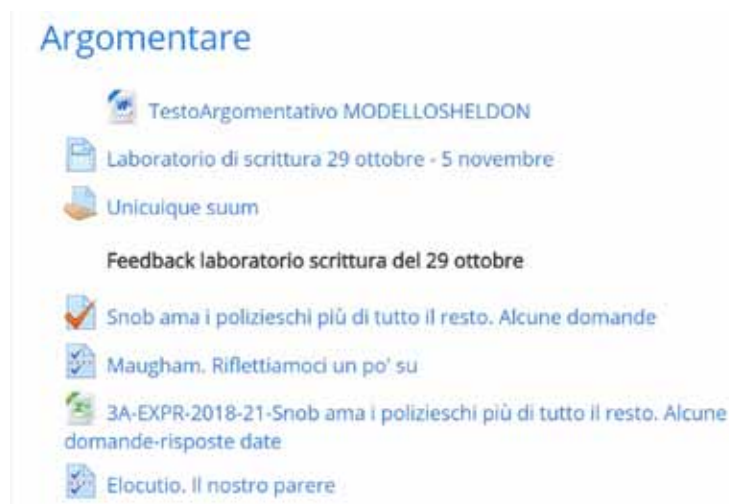 Argomentare
TestoArgomentativo MODELLOSHELDON
Laboratorio di scrittura 29 ottobre - 5 novembre
Unicuique suum
Feedback laboratorio scrittura del 29 ottobre
Snob ama i polizieschi più di tutto il resto. Alcune domande
Maugham. Riflettiamoci un po' su
3A-EXPR-2018-21-Snob ama i polizieschi più di tutto il resto. Alcune
domande-risposte date
Elocutio. Il nostro parere